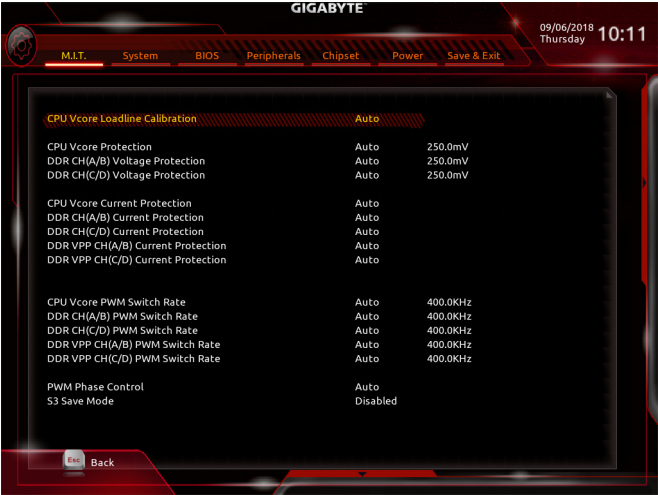 GIGABYTE™
09/06/2018 Thursday 10:11
M.I.T. System BIOS Peripherals Chipset Power Save & Exit
CPU Vcore Loadline Calibration Auto
CPU Vcore Protection Auto 250.0mV
DDR CH(A/B) Voltage Protection Auto 250.0mV
DDR CH(C/D) Voltage Protection Auto 250.0mV
CPU Vcore Current Protection Auto
DDR CH(A/B) Current Protection Auto
DDR CH(C/D) Current Protection Auto
DDR VPP CH(A/B) Current Protection Auto
DDR VPP CH(C/D) Current Protection Auto
CPU Vcore PWM Switch Rate Auto 400.0KHz
DDR CH(A/B) PWM Switch Rate Auto 400.0KHz
DDR CH(C/D) PWM Switch Rate Auto 400.0KHz
DDR VPP CH(A/B) PWM Switch Rate Auto 400.0KHz
DDR VPP CH(C/D) PWM Switch Rate Auto 400.0KHz
PWM Phase Control Auto
S3 Save Mode Disabled
Esc Back